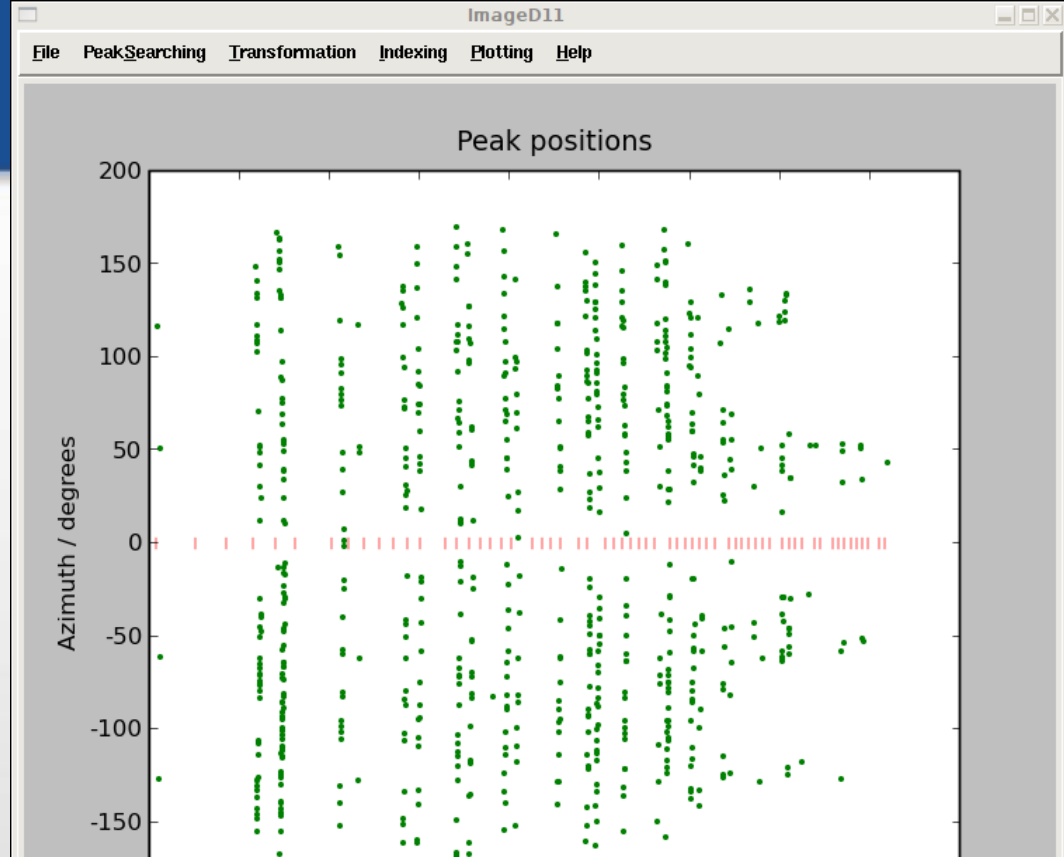 ImageD11
File PeakSearching Transformation Indexing Plotting Help
Peak positions
200
150
100
50
0
-50
-100
-150
Azimuth / degrees